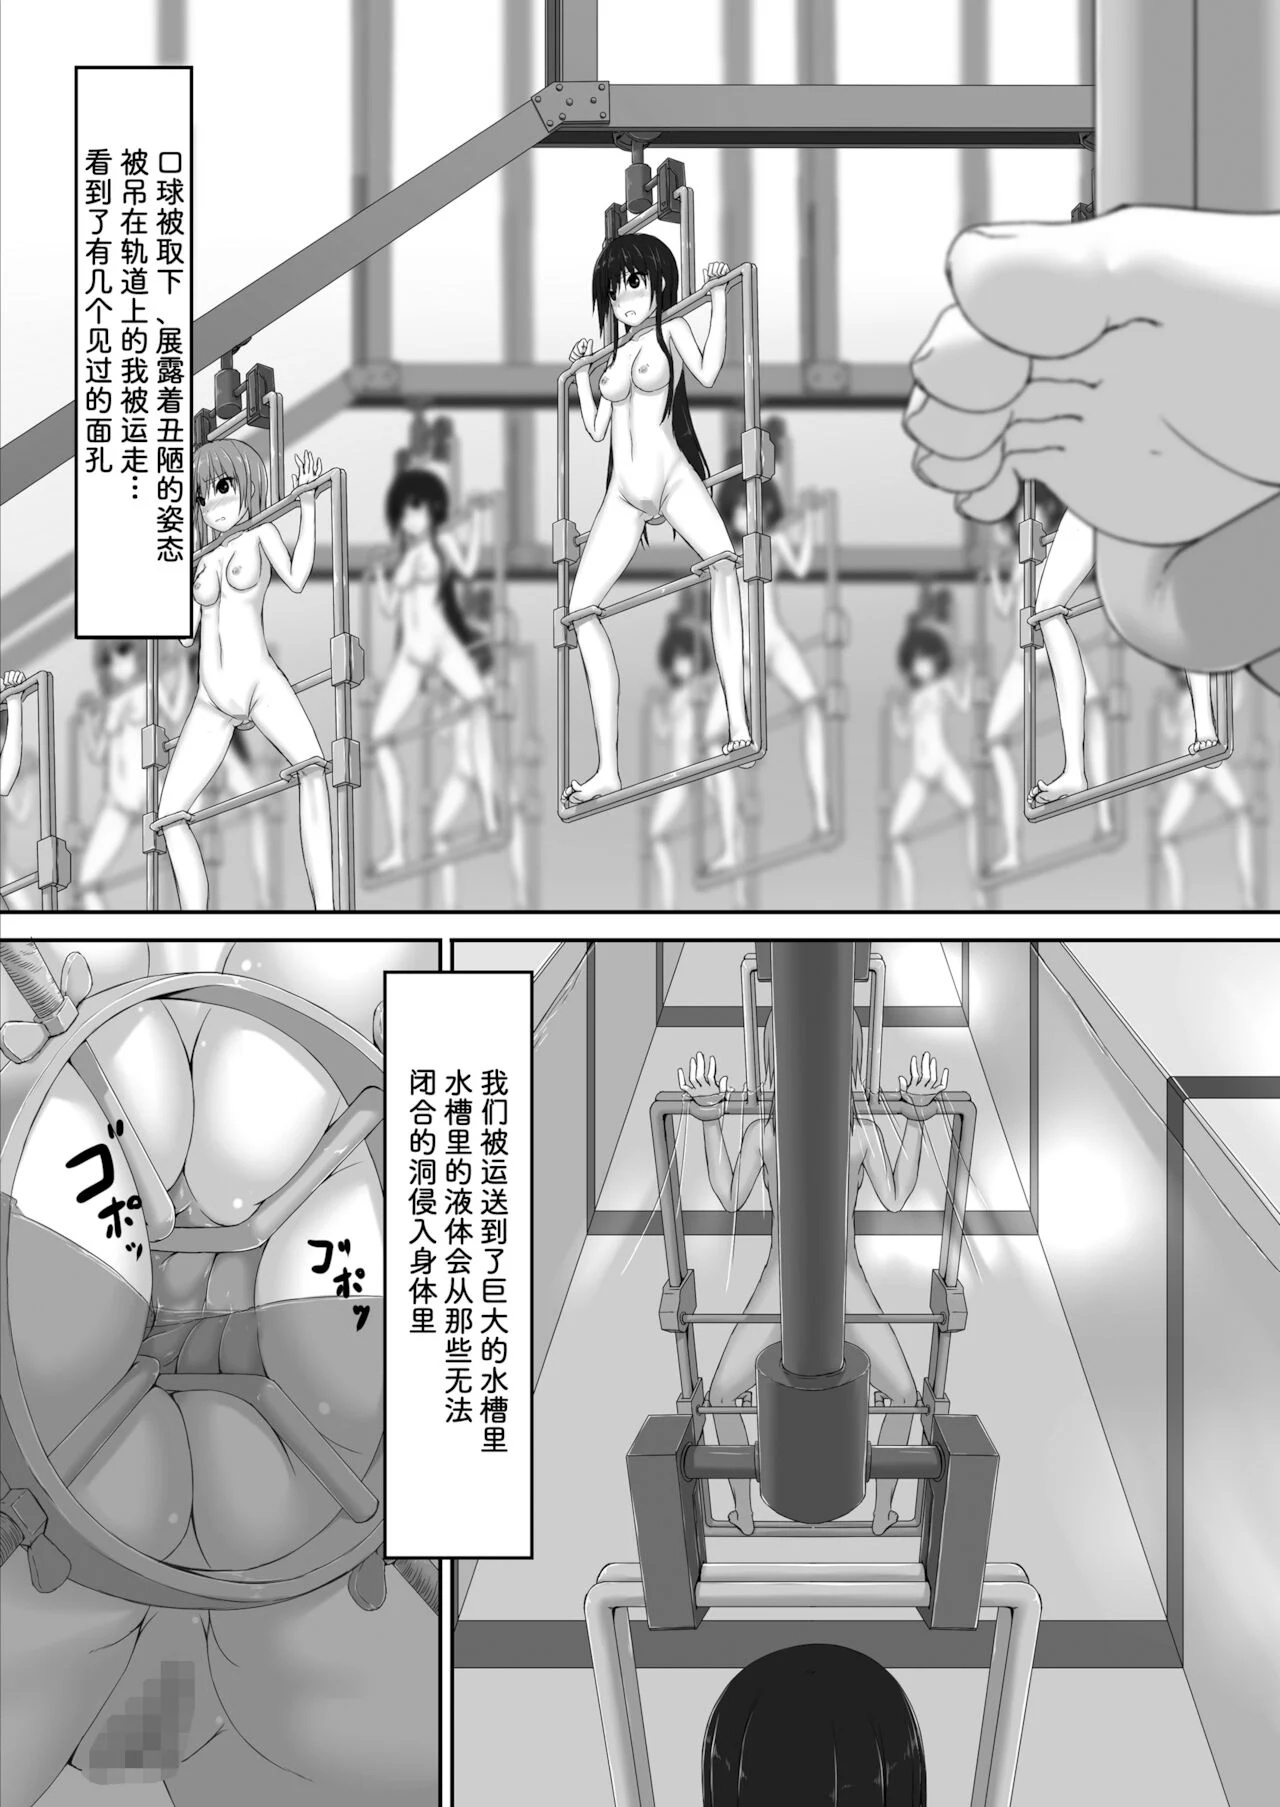 口球被取下、展露着丑陋的姿态
被吊在轨道上的我被运走…
看到了有几个见过的面孔
我们被运送到了巨大的水槽里
水槽里的液体会从那些无法
闭合的洞侵入身体里
ゴポッ
ゴポッ